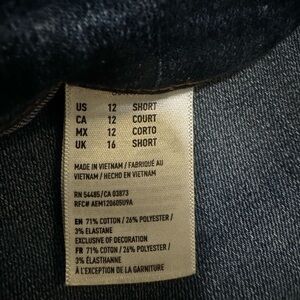 US 12 SHORT
CA 12 COURT
MX 12 CORTO
UK 16 SHORT
MADE IN VIETNAM / FABRIQUÉ AU
VIETNAM / HECHO EN VIETNAM
RN 54485/CA 03873
RFC# AEM120605U9A
EN 71% COTTON / 26% POLYESTER /
3% ELASTANE
EXCLUSIVE OF DECORATION
FR 71% COTON / 26% POLYESTER /
3% ÉLASTHANNE
À L'EXCEPTION DE LA GARNITURE